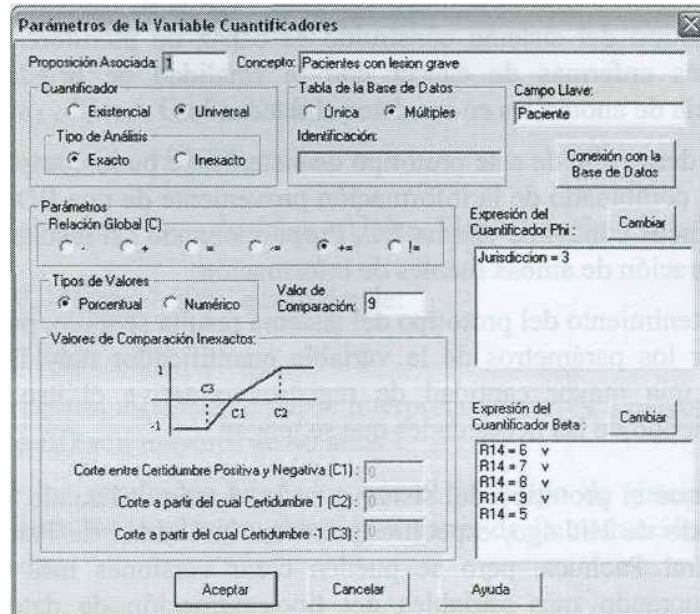 Parámetros de la Variable Cuantificadores
Proposición Asociada: 1
Concepto: Pacientes con lesion grave
Cuantificador
Existencial
Universal
Tipo de Análisis
Exacto
Inexacto
Tabla de la Base de Datos
Única
Múltiples
Identificación:
Campo Llave:
Paciente
Conexión con la
Base de Datos
Parámetros
Relación Global (C)
-
+
=
-=
+=
!=
Tipos de Valores
Porcentual
Numérico
Valor de
Comparación: 9
Valores de Comparación Inexactos:
1
-1
C3
C1
C2
Corte entre Certidumbre Positiva y Negativa (C1): 0
Corte a partir del cual Certidumbre 1 (C2): 0
Corte a partir del cual Certidumbre -1 (C3): 0
Expresión del
Cuantificador Phi:
Cambiar
Jurisdiccion = 3
Expresión del
Cuantificador Beta:
Cambiar
R14 = 6 v
R14 = 7 v
R14 = 8 v
R14 = 9 v
R14 = 5
Aceptar
Cancelar
Ayuda